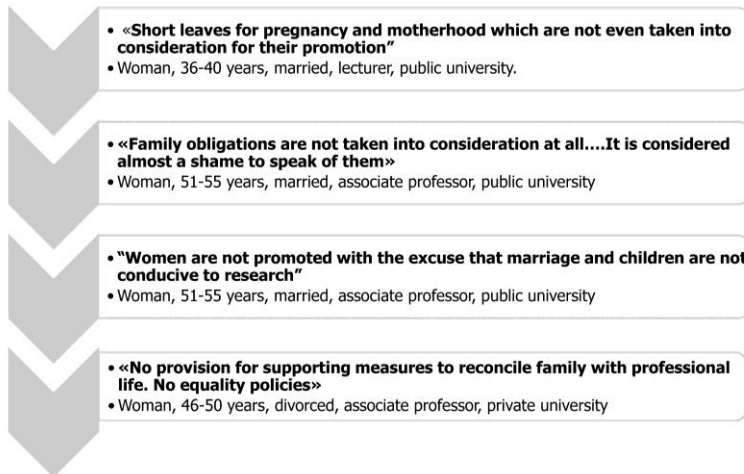 • «Short leaves for pregnancy and motherhood which are not even taken into
consideration for their promotion”
• Woman, 36-40 years, married, lecturer, public university.
• «Family obligations are not taken into consideration at all....It is considered
almost a shame to speak of them»
• Woman, 51-55 years, married, associate professor, public university
• “Women are not promoted with the excuse that marriage and children are not
conducive to research”
• Woman, 51-55 years, married, associate professor, public university
• «No provision for supporting measures to reconcile family with professional
life. No equality policies»
• Woman, 46-50 years, divorced, associate professor, private university